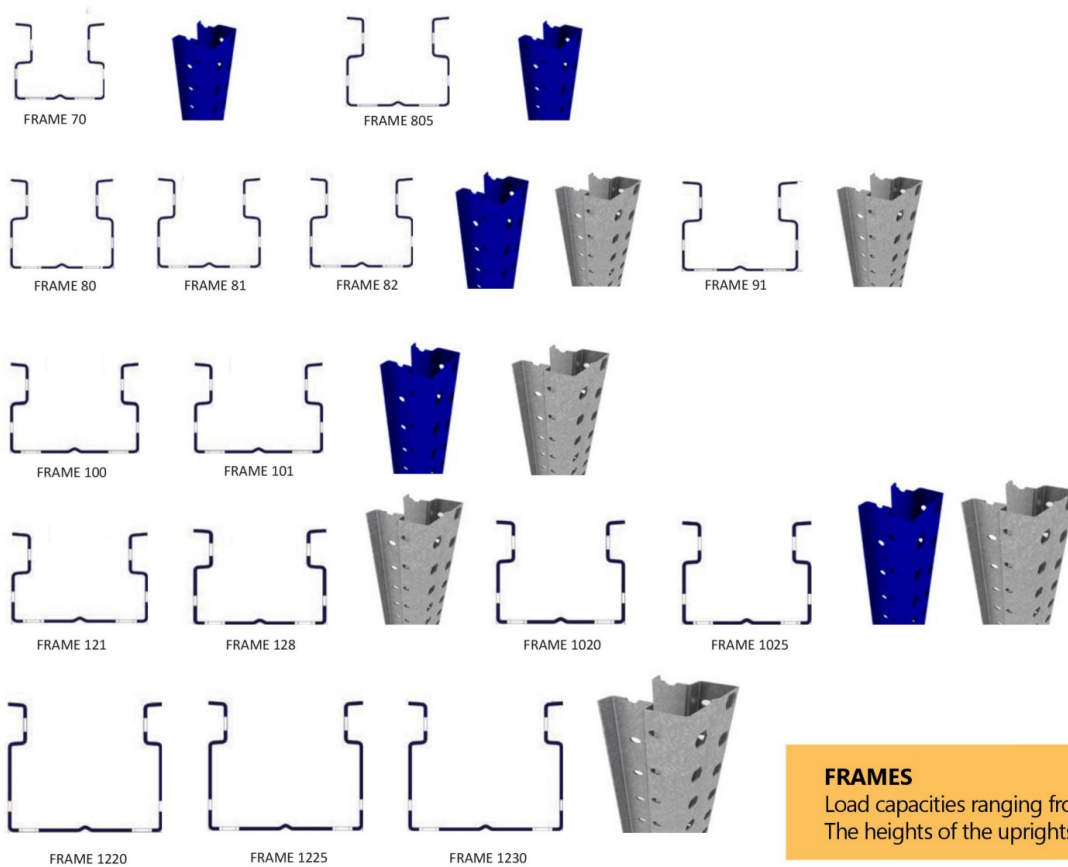 FRAME 70
FRAME 805
FRAME 80
FRAME 81
FRAME 82
FRAME 91
FRAME 100
FRAME 101
FRAME 121
FRAME 128
FRAME 1020
FRAME 1025
FRAME 1220
FRAME 1225
FRAME 1230
FRAMES
Load capacities ranging
The heights of the uprights